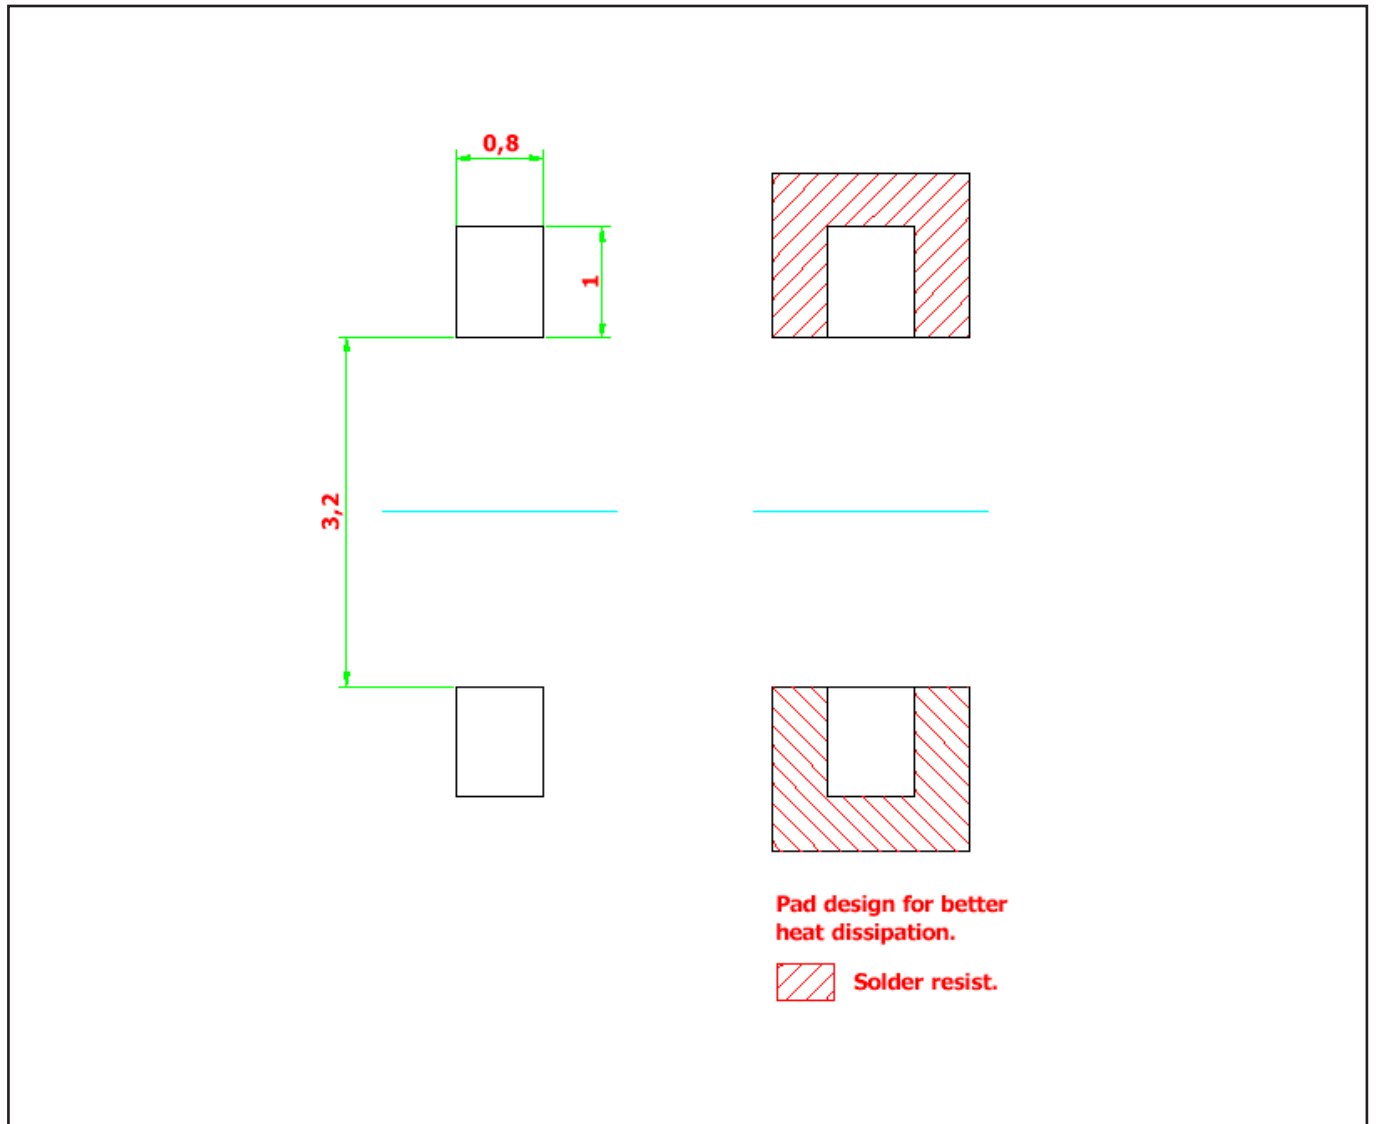 0,8
1
3,2
Pad design for better
heat dissipation.
Solder resist.